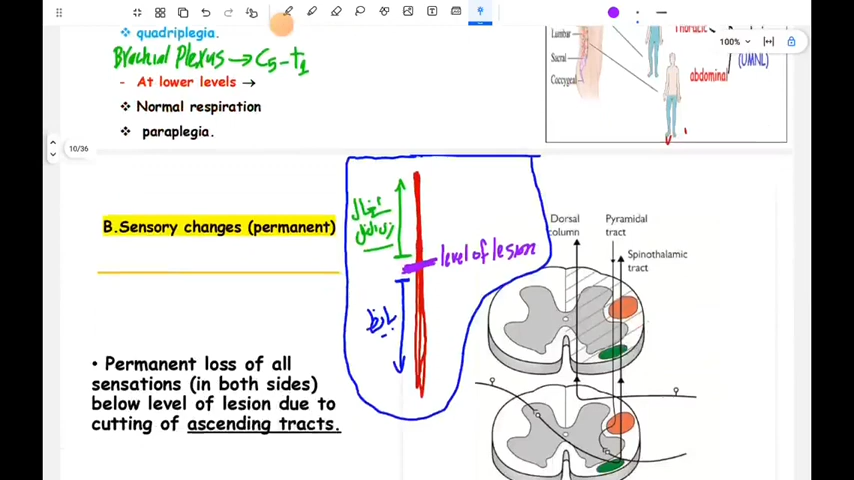 quadriplegia.
Brachial Plexus → C5-T1
- At lower levels →
❖ Normal respiration
❖ paraplegia.
Lumbar
Sacral
Coccygeal
Thoracic
abdominal
(UMNL)
100%
10/36
B.Sensory changes (permanent)
level of lesion
Dorsal
column
Pyramidal
tract
Spinothalamic
tract
• Permanent loss of all
sensations (in both sides)
below level of lesion due to
cutting of ascending tracts.